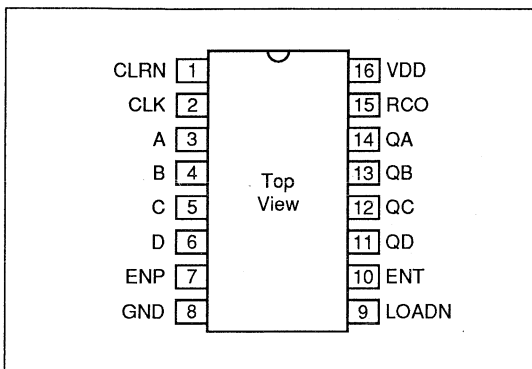 CLRN 1 16 VDD
CLK 2 15 RCO
A 3 14 QA
B 4 13 QB
C 5 12 QC
D 6 11 QD
ENP 7 10 ENT
GND 8 9 LOADN
Top
View